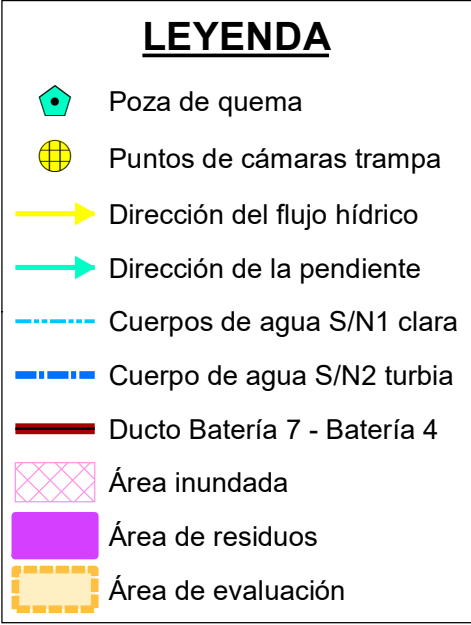 LEYENDA
Poza de quema
Puntos de cámaras trampa
Dirección del flujo hídrico
Dirección de la pendiente
Cuerpos de agua S/N1 clara
Cuerpo de agua S/N2 turbia
Ducto Batería 7 - Batería 4
Área inundada
Área de residuos
Área de evaluación